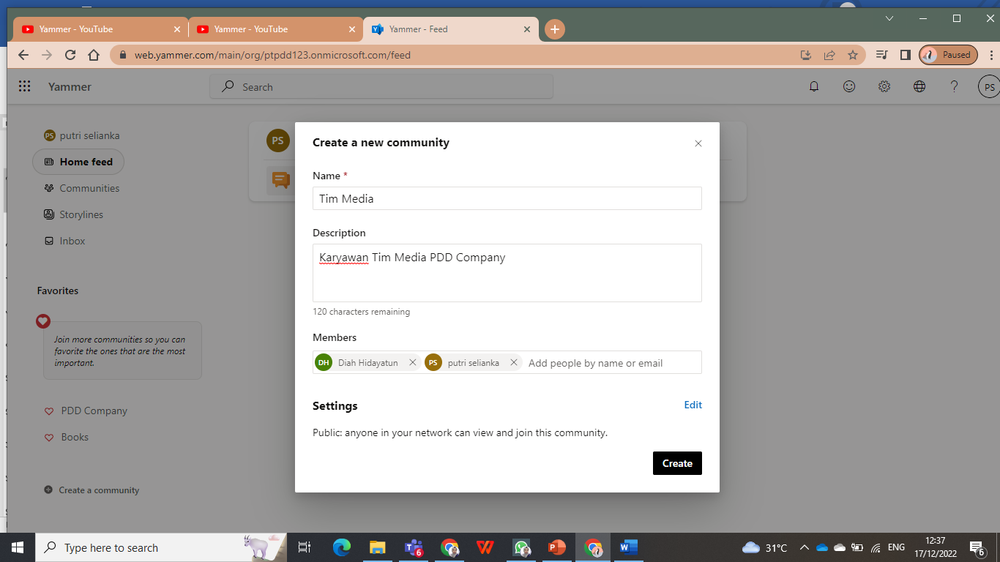 Yammer - YouTube
Yammer - YouTube
Yammer - Feed
web.yammer.com/main/org/ptpdd123.onmicrosoft.com/feed
Paused
Yammer
Search
PS
PS putri selianka
Home feed
Communities
Storylines
Inbox
Favorites
Join more communities so you can
favorite the ones that are the most
important.
PDD Company
Books
Create a community
PS
Create a new community
Name *
Tim Media
Description
Karyawan Tim Media PDD Company
120 characters remaining
Members
DH Diah Hidayatun PS putri selianka Add people by name or email
Settings Edit
Public: anyone in your network can view and join this community.
Create
Type here to search
6
31°C
ENG
12:37
17/12/2022
6